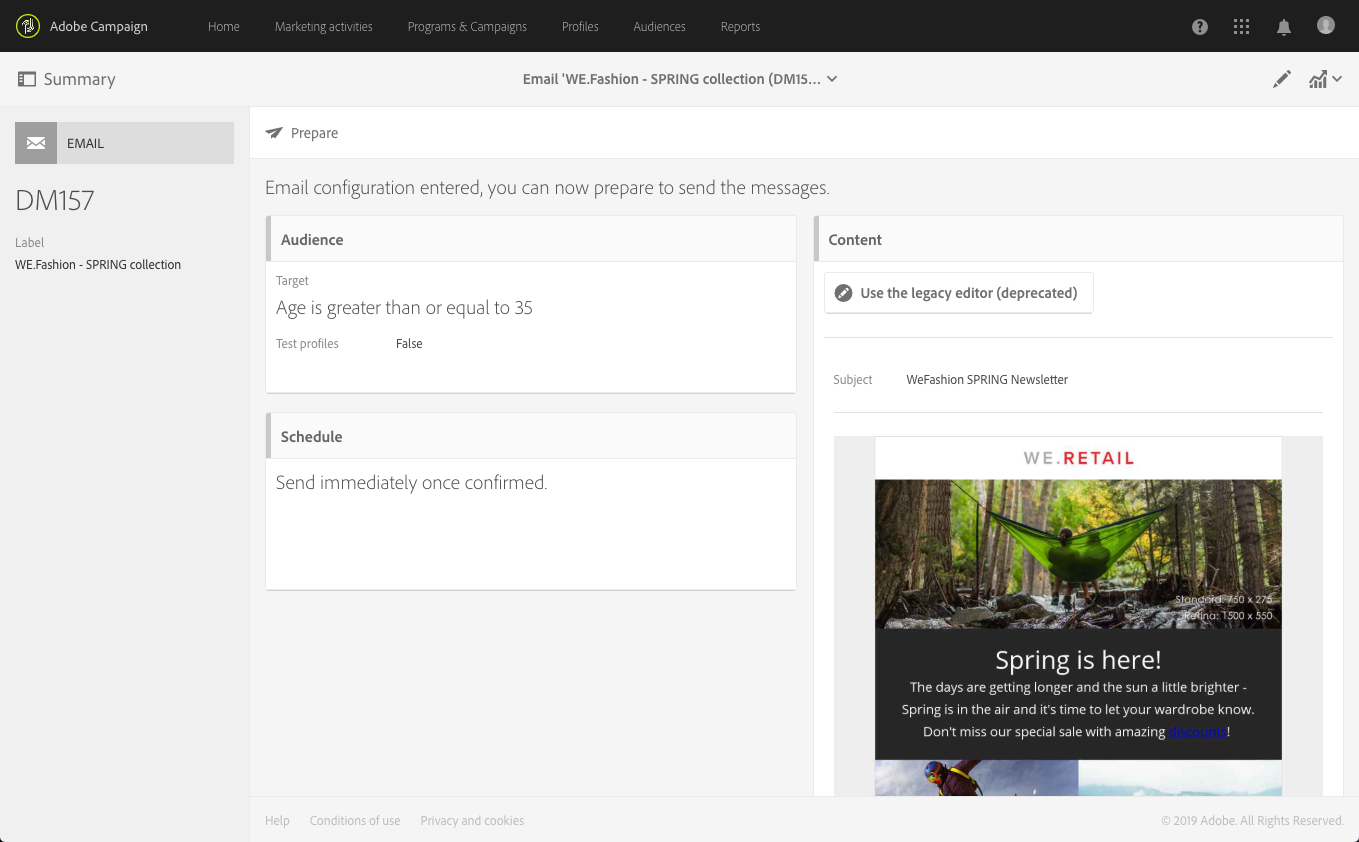 Adobe Campaign Home Marketing activities Programs & Campaigns Profiles Audiences Reports
Summary
Email 'WE.Fashion - SPRING collection (DM15...
EMAIL
DM157
Label
WE.Fashion - SPRING collection
Prepare
Email configuration entered, you can now prepare to send the messages.
Audience
Target
Age is greater than or equal to 35
Test profiles False
Schedule
Send immediately once confirmed.
Content
Use the legacy editor (deprecated)
Subject WeFashion SPRING Newsletter
WE.RETAIL
Standard: 750 x 275
Retina: 1500 x 550
Spring is here!
The days are getting longer and the sun a little brighter -
Spring is in the air and it's time to let your wardrobe know.
Don't miss our special sale with amazing discounts!
Help Conditions of use Privacy and cookies
© 2019 Adobe. All Rights Reserved.